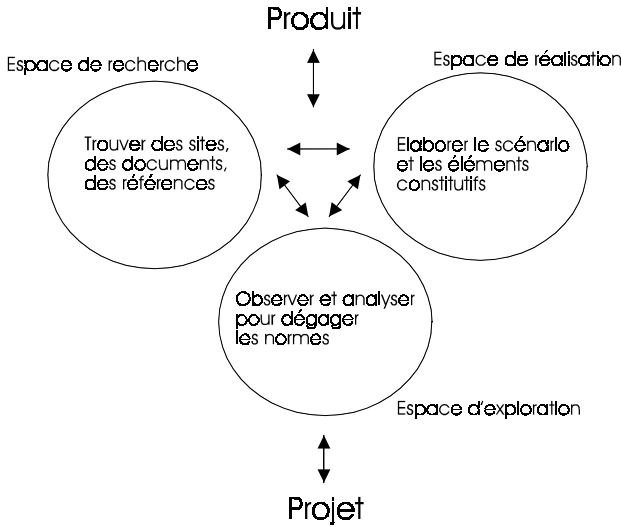 Produit
Espace de recherche
Espace de réalisation
Trouver des sites,
des documents,
des références
Elaborer le scénario
et les éléments
constitutifs
Observer et analyser
pour dégager
les normes
Espace d'exploration
Projet